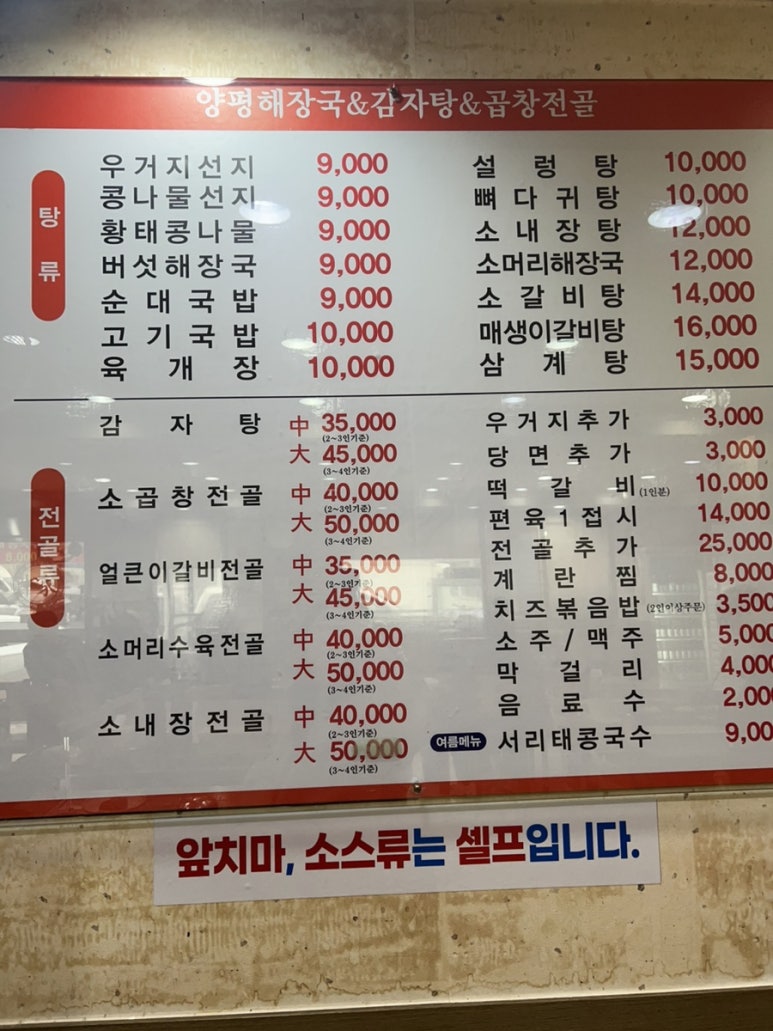 양평해장국&감자탕&곱창전골
탕류
우거지선지 9,000
콩나물선지 9,000
황태콩나물 9,000
버섯해장국 9,000
순대국밥 9,000
고기국밥 10,000
육개장 10,000
설렁탕 10,000
뼈다귀탕 10,000
소내장탕 12,000
소머리해장국 12,000
소갈비탕 14,000
매생이갈비탕 16,000
삼계탕 15,000
전골류
감자탕 中 35,000
(2~3인기준)
大 45,000
(3~4인기준)
소곱창전골 中 40,000
(2~3인기준)
大 50,000
(3~4인기준)
얼큰이갈비전골 中 35,000
(2~3인기준)
大 45,000
(3~4인기준)
소머리수육전골 中 40,000
(2~3인기준)
大 50,000
(3~4인기준)
소내장전골 中 40,000
(2~3인기준)
大 50,000
(3~4인기준)
우거지추가 3,000
당면추가 3,000
떡갈비(1인분) 10,000
편육1접시 14,000
전골추가 25,000
계란찜 8,000
치즈볶음밥(2인이상주문) 3,500
소주/맥주 5,000
막걸리 4,000
음료수 2,00
여름메뉴 서리태콩국수 9,00
앞치마, 소스류는 셀프입니다.